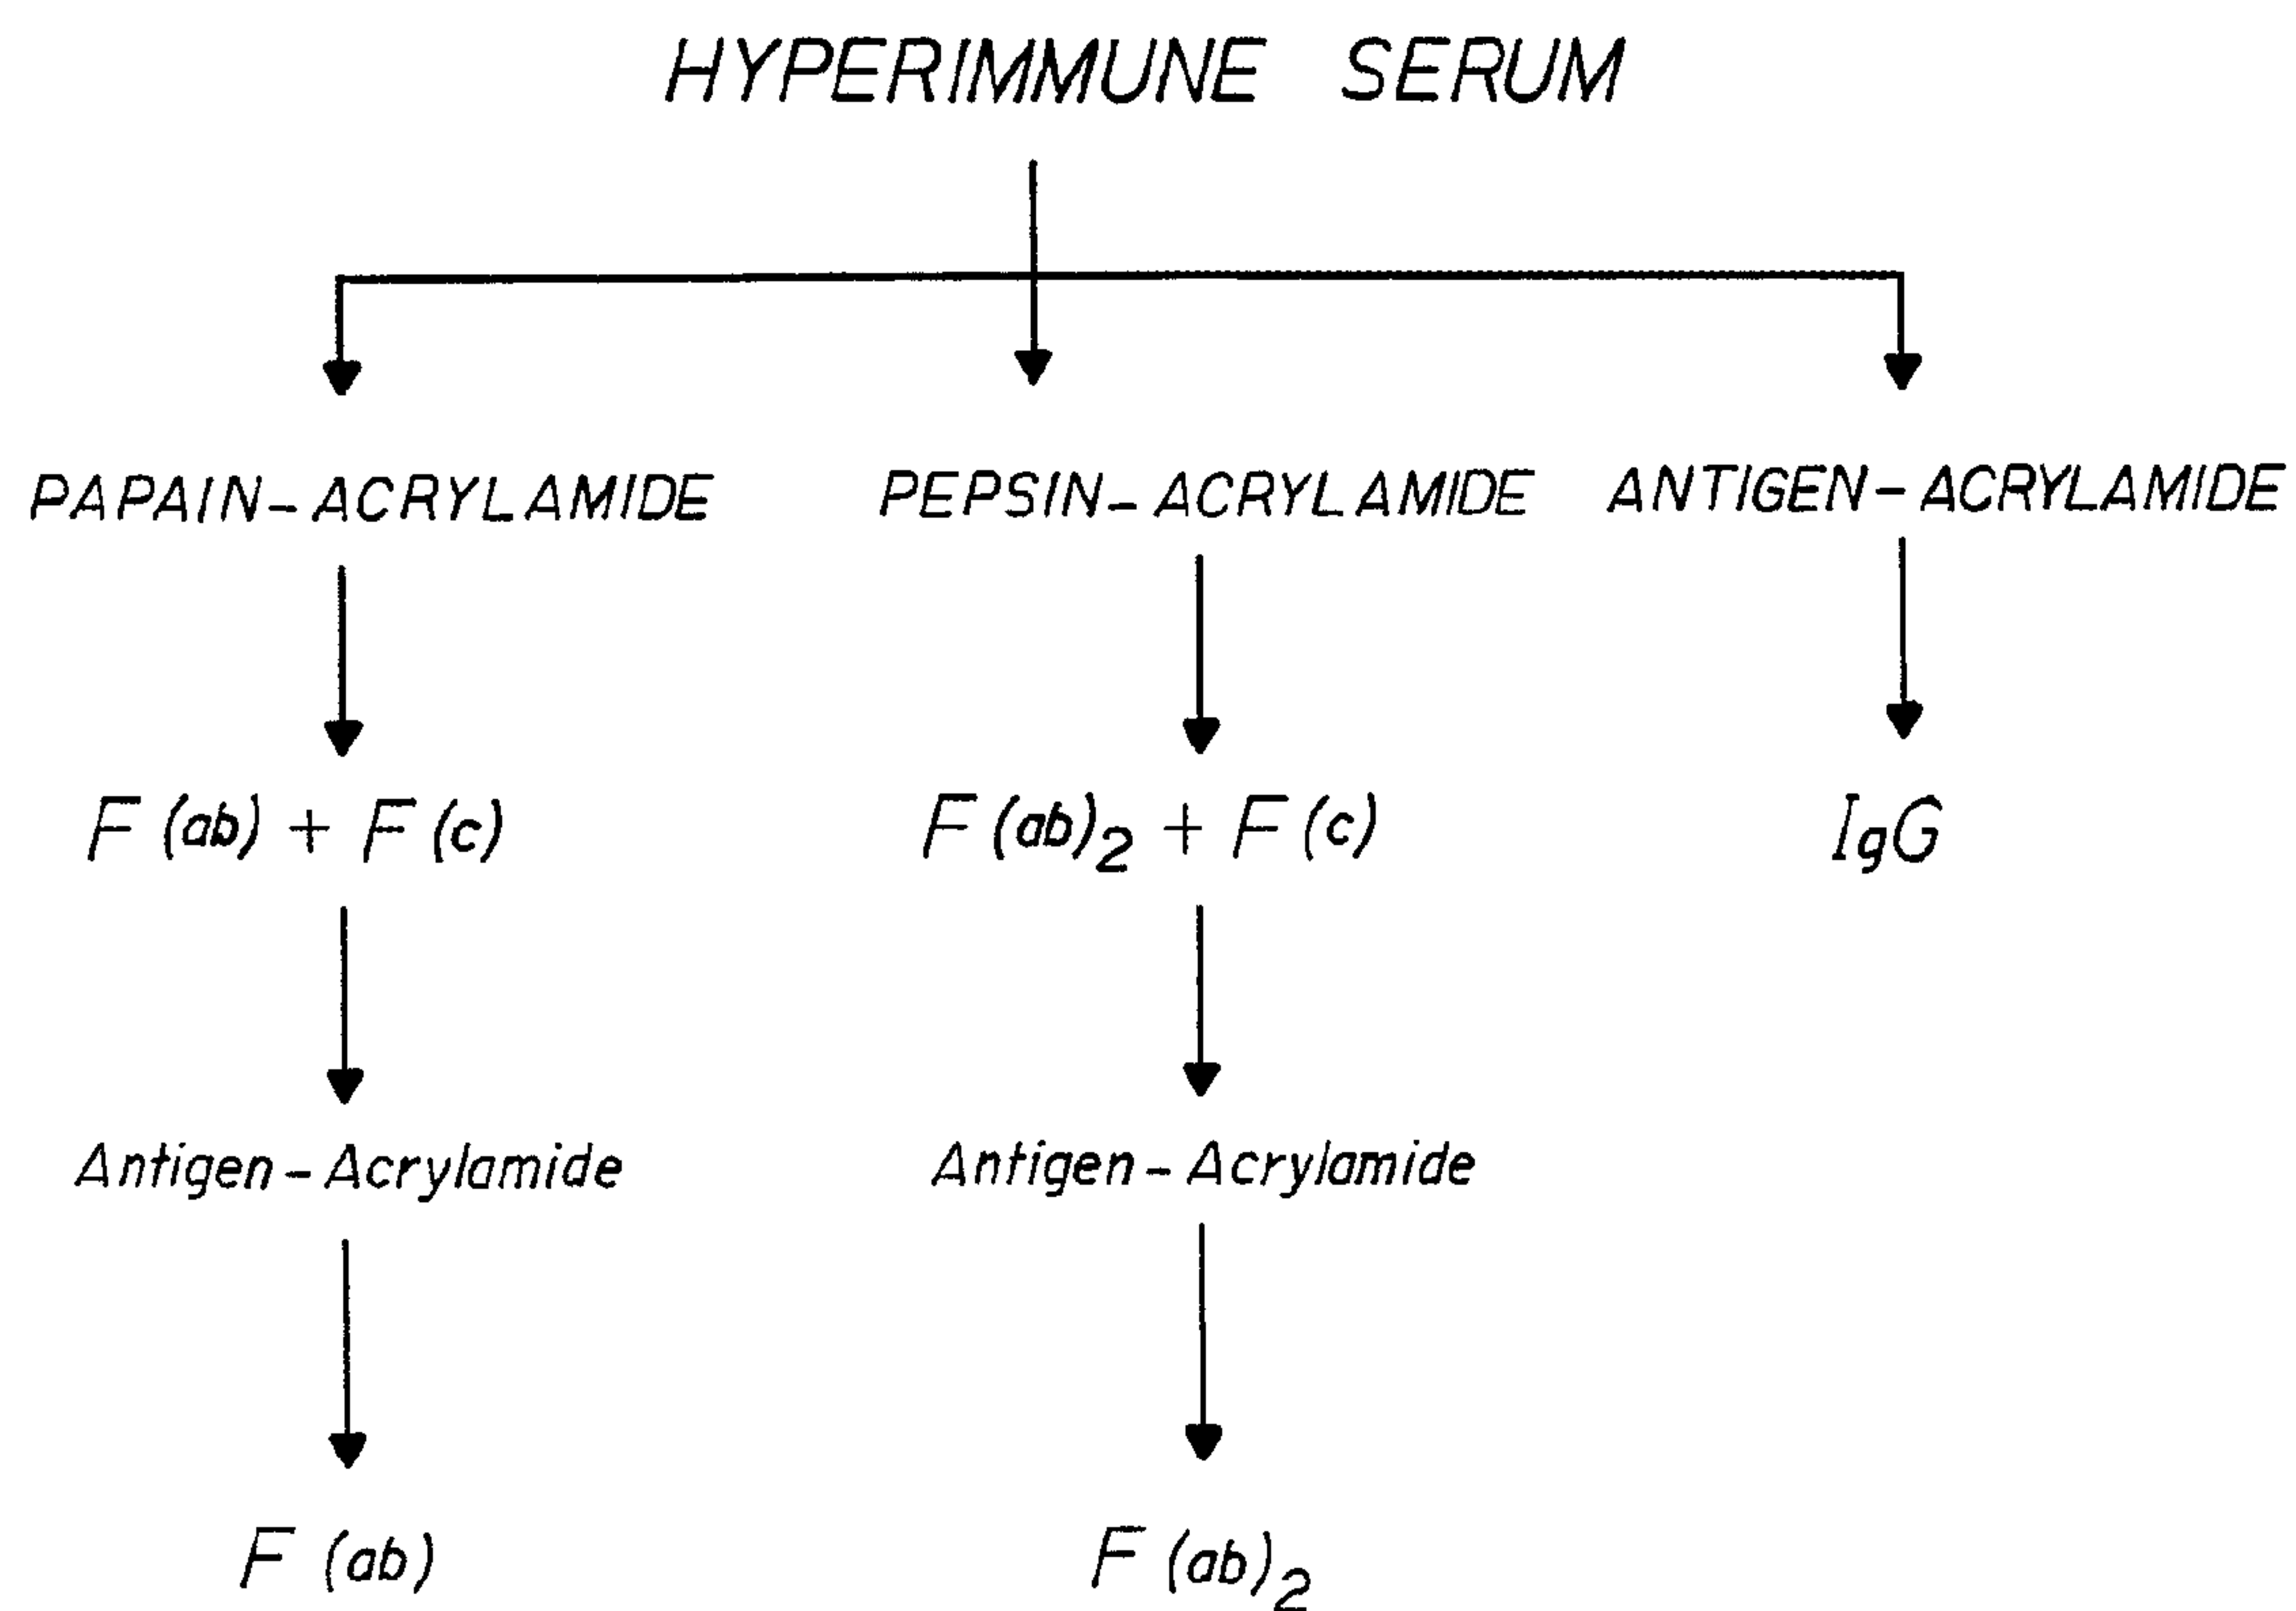 HYPERIMMUNE SERUM
PAPAIN-ACRYLAMIDE PEPSIN-ACRYLAMIDE ANTIGEN-ACRYLAMIDE
F(ab) + F(c) F(ab)₂ + F(c) IgG
Antigen-Acrylamide Antigen-Acrylamide
F(ab) F(ab)₂